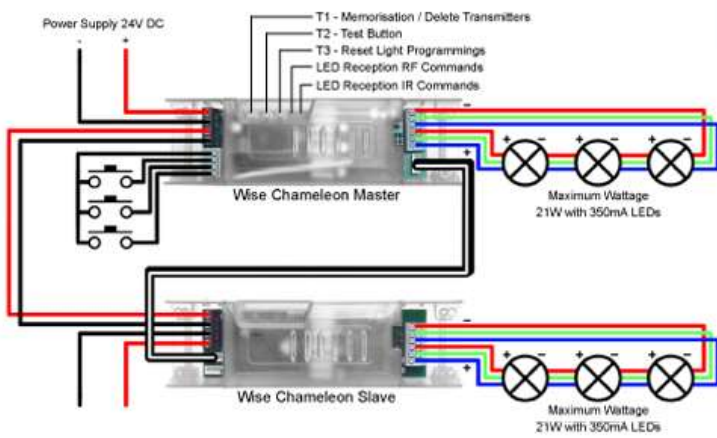 Power Supply 24V DC
- +
T1 - Memorisation / Delete Transmitters
T2 - Test Button
T3 - Reset Light Programmings
LED Reception RF Commands
LED Reception IR Commands
-
+
+ - + - + -
Wise Chameleon Master
Maximum Wattage
21W with 350mA LEDs
-
+
+ - + - + -
Wise Chameleon Slave
Maximum Wattage
21W with 350mA LEDs